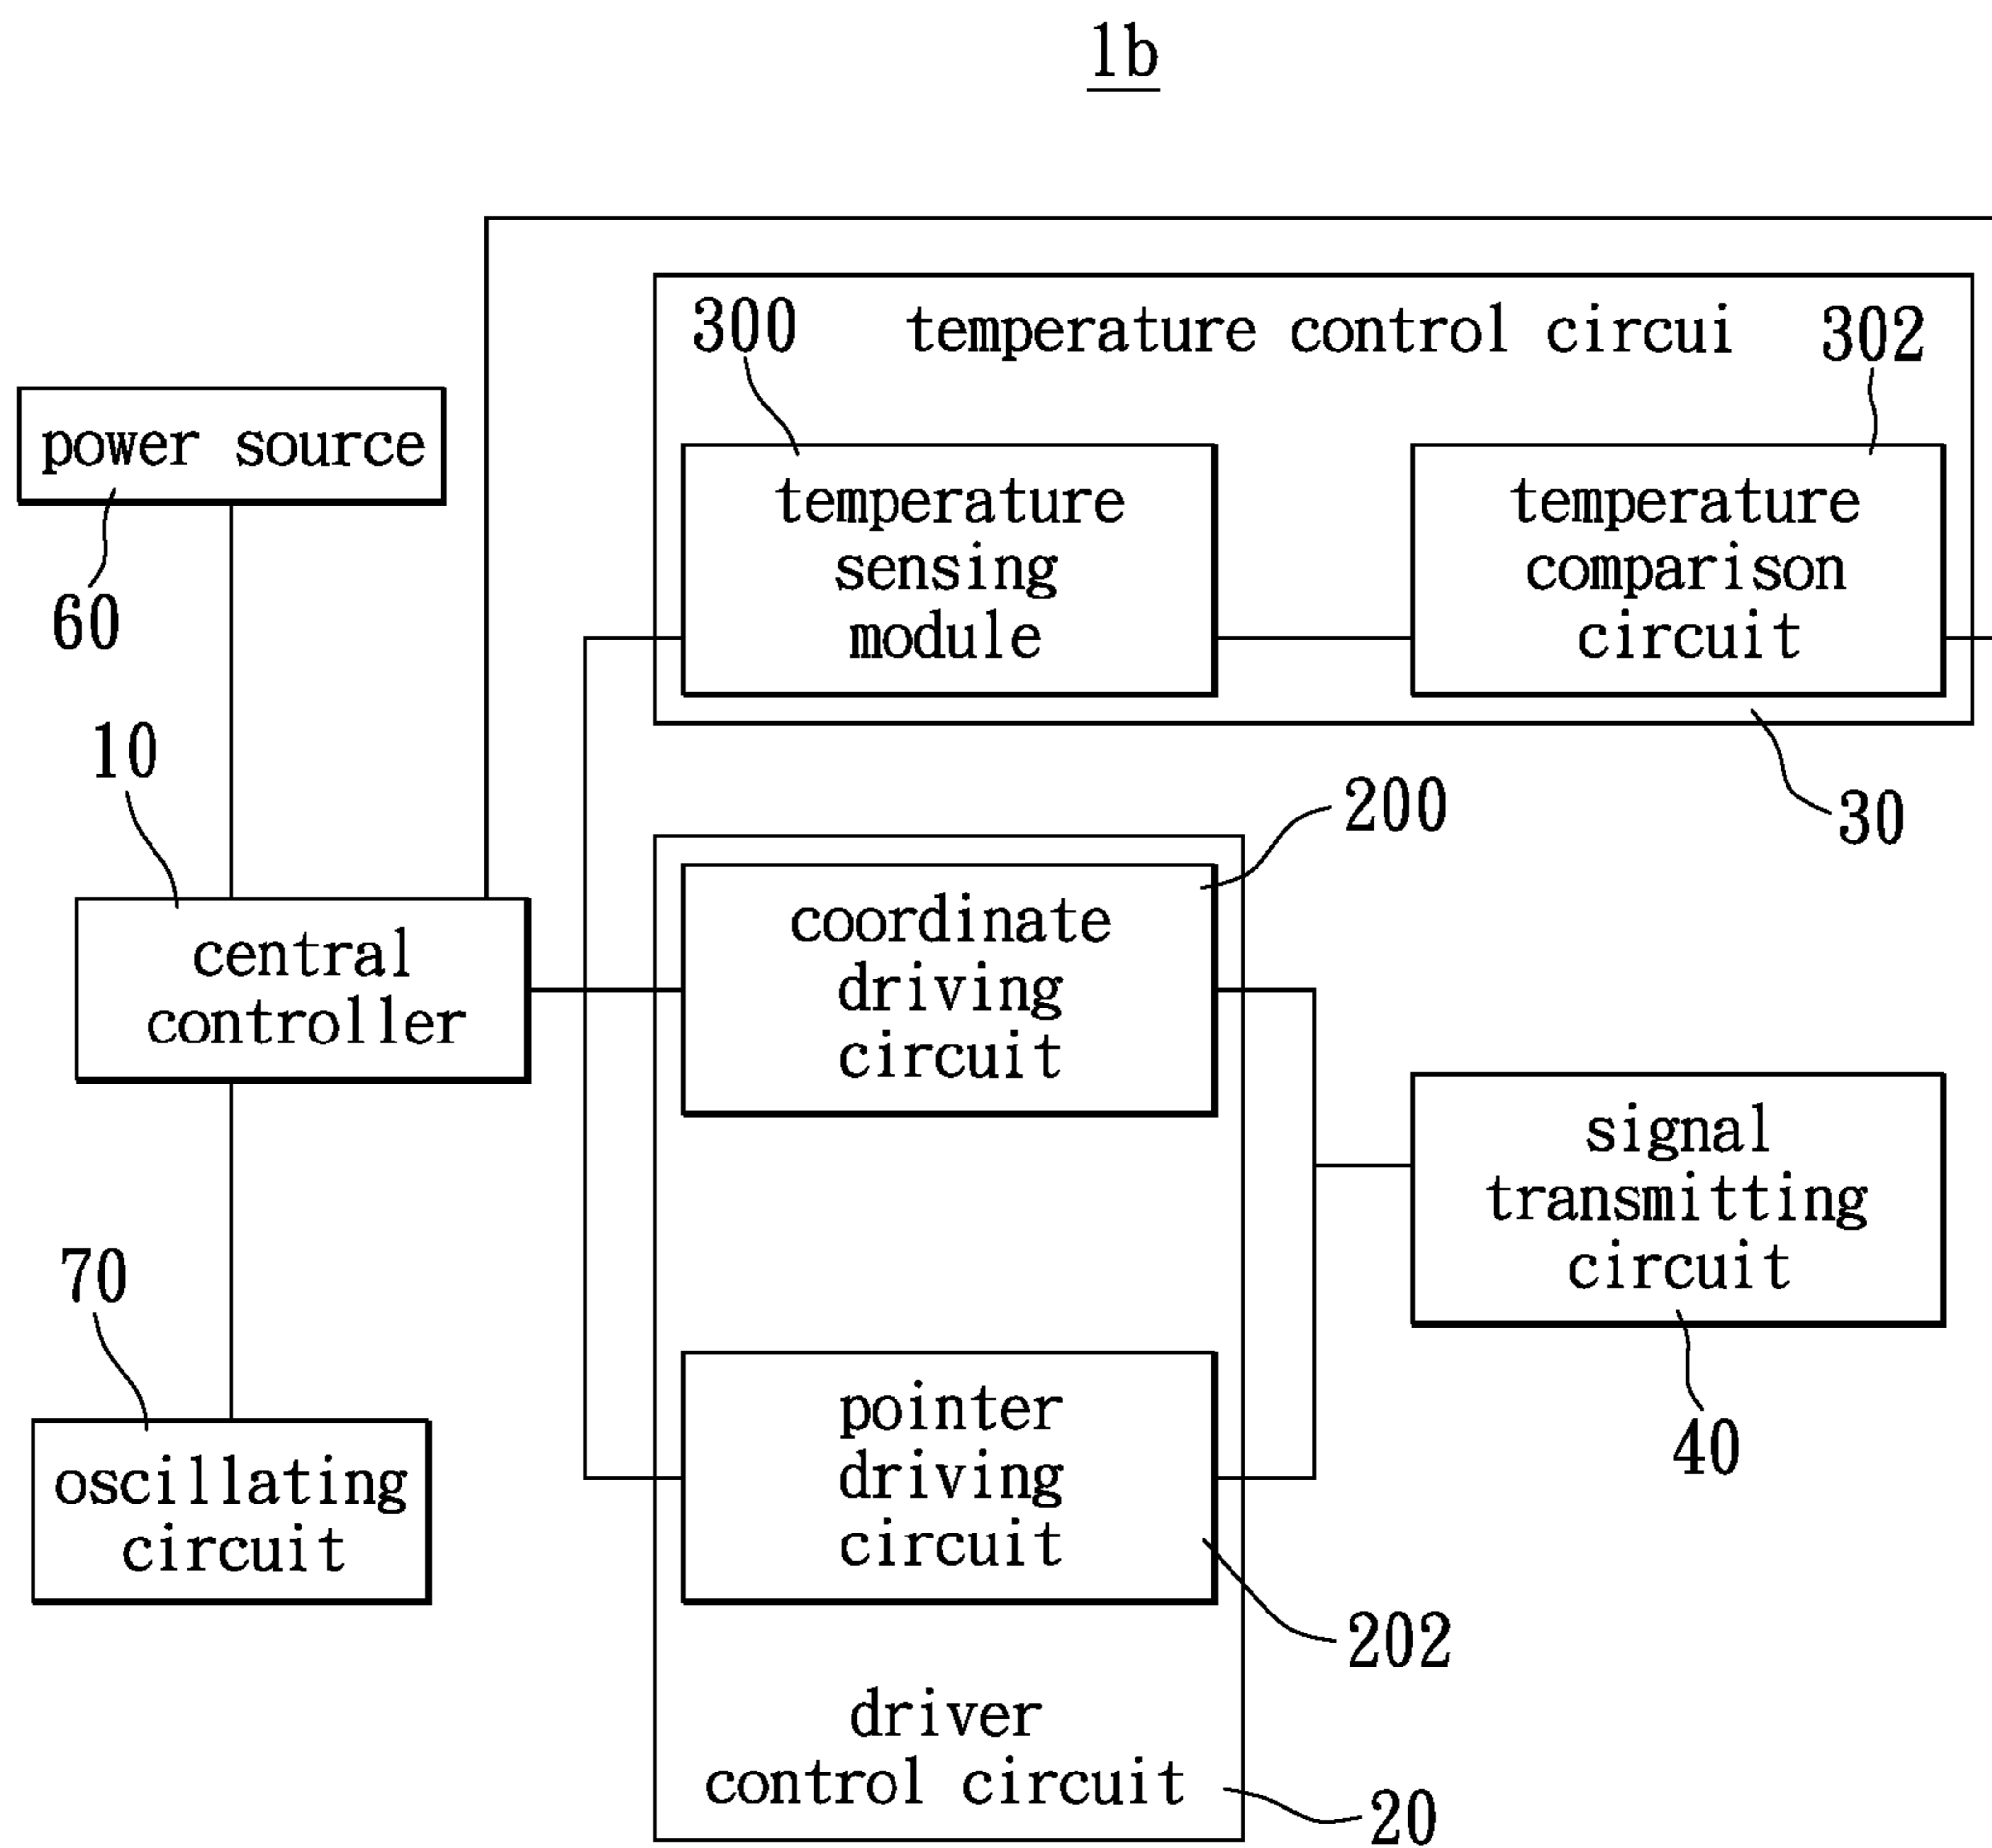 1b
300
temperature control circui
302
power source
temperature
sensing
module
temperature
comparison
circuit
60
10
30
200
central
controller
coordinate
driving
circuit
signal
transmitting
circuit
70
40
oscillating
circuit
pointer
driving
circuit
202
driver
control circuit
20